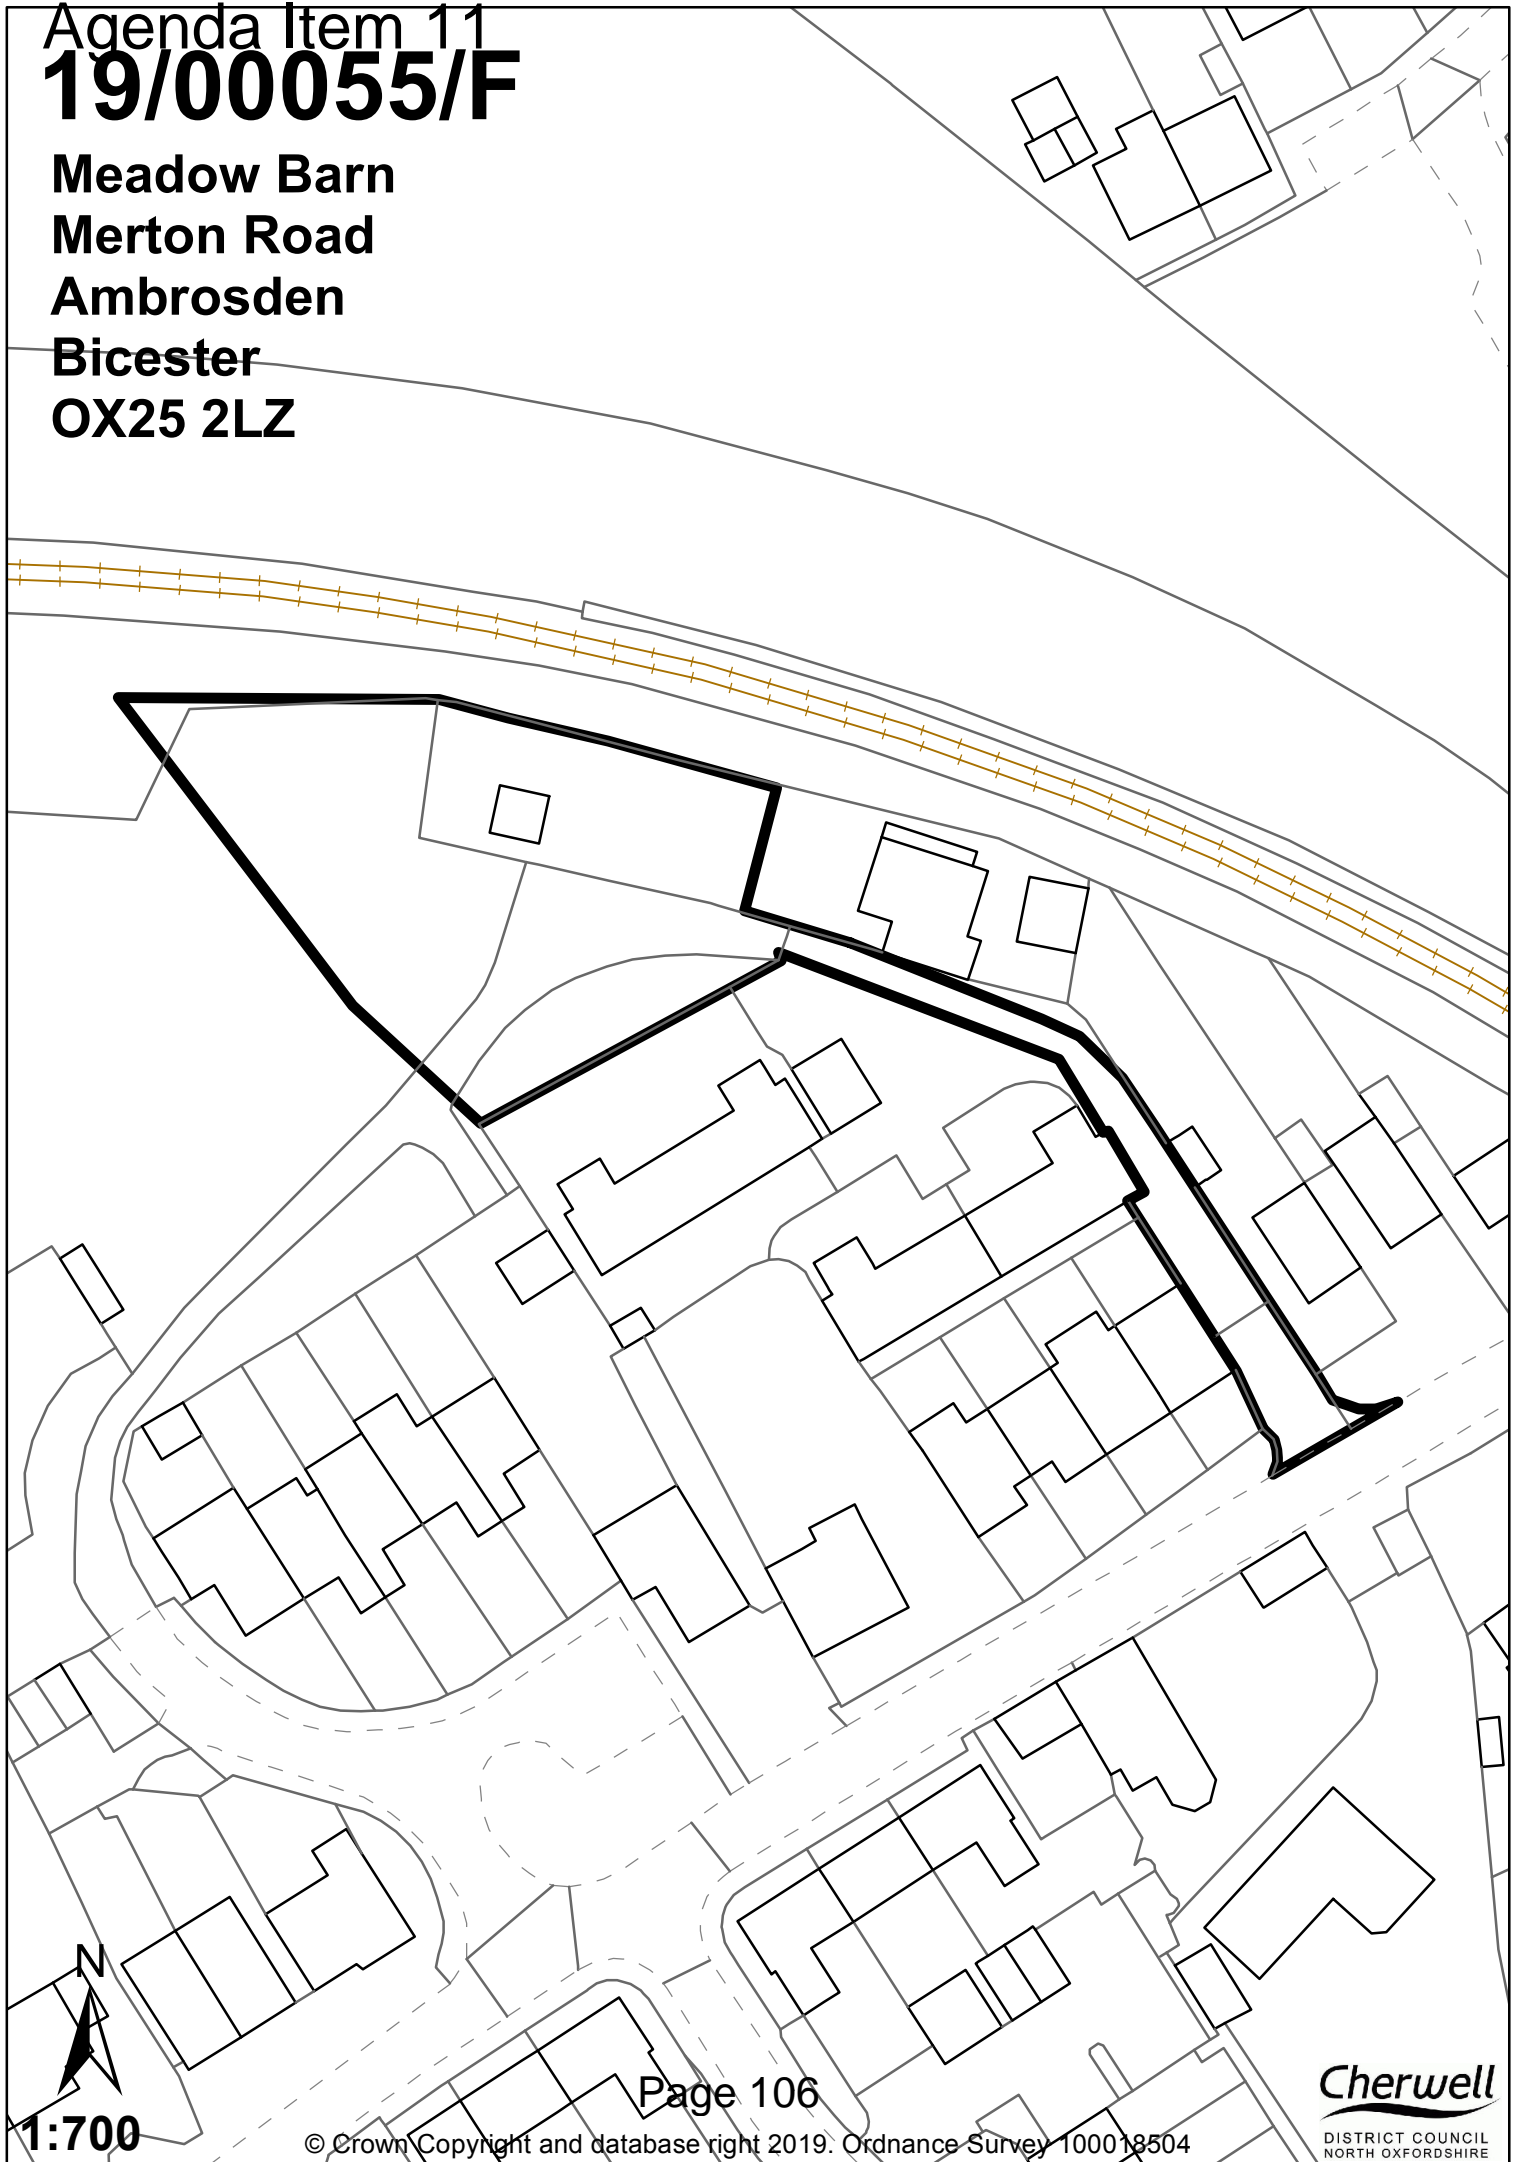 Agenda Item 11
19/00055/F
Meadow Barn
Merton Road
Ambrosden
Bicester
OX25 2LZ
N
1:700
Page 106
© Crown Copyright and database right 2019. Ordnance Survey 100018504
Cherwell
DISTRICT COUNCIL
NORTH OXFORDSHIRE